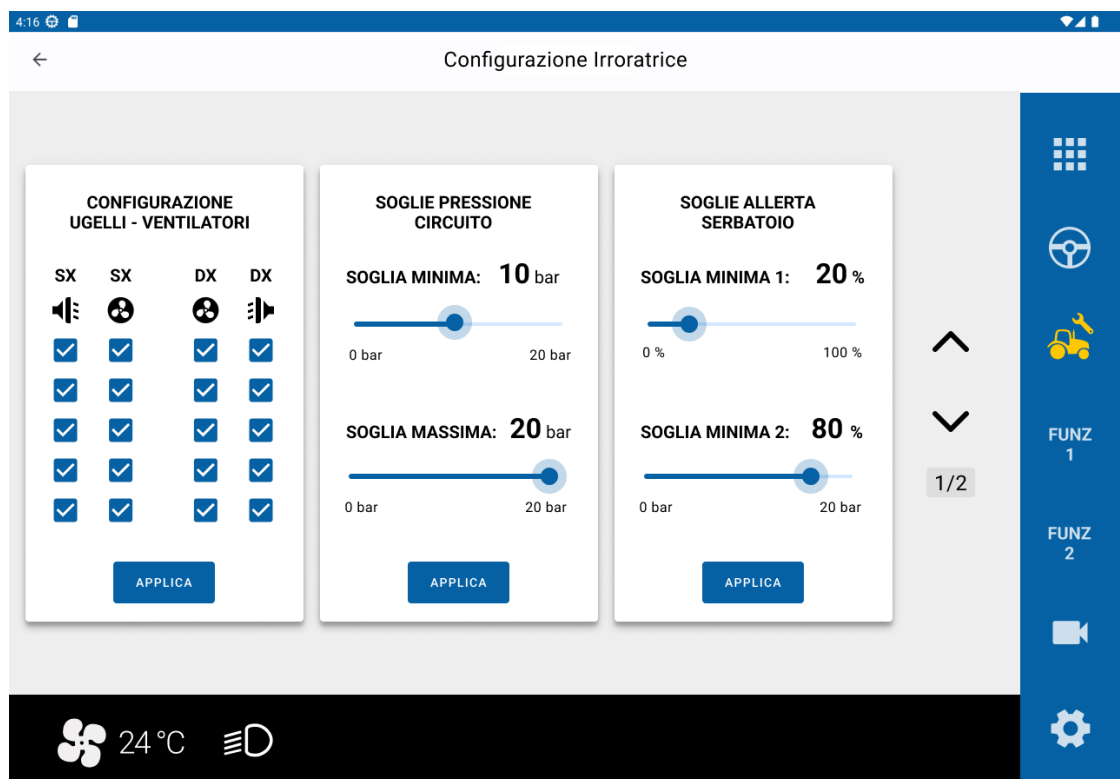 4:16
Configurazione Irroratrice
CONFIGURAZIONE
UGELLI - VENTILATORI
SX SX DX DX
APPLICA
SOGLIE PRESSIONE
CIRCUITO
SOGLIA MINIMA: 10 bar
0 bar 20 bar
SOGLIA MASSIMA: 20 bar
0 bar 20 bar
APPLICA
SOGLIE ALLERTA
SERBATOIO
SOGLIA MINIMA 1: 20 %
0 % 100 %
SOGLIA MINIMA 2: 80 %
0 bar 20 bar
APPLICA
1/2
FUNZ
1
FUNZ
2
24 °C